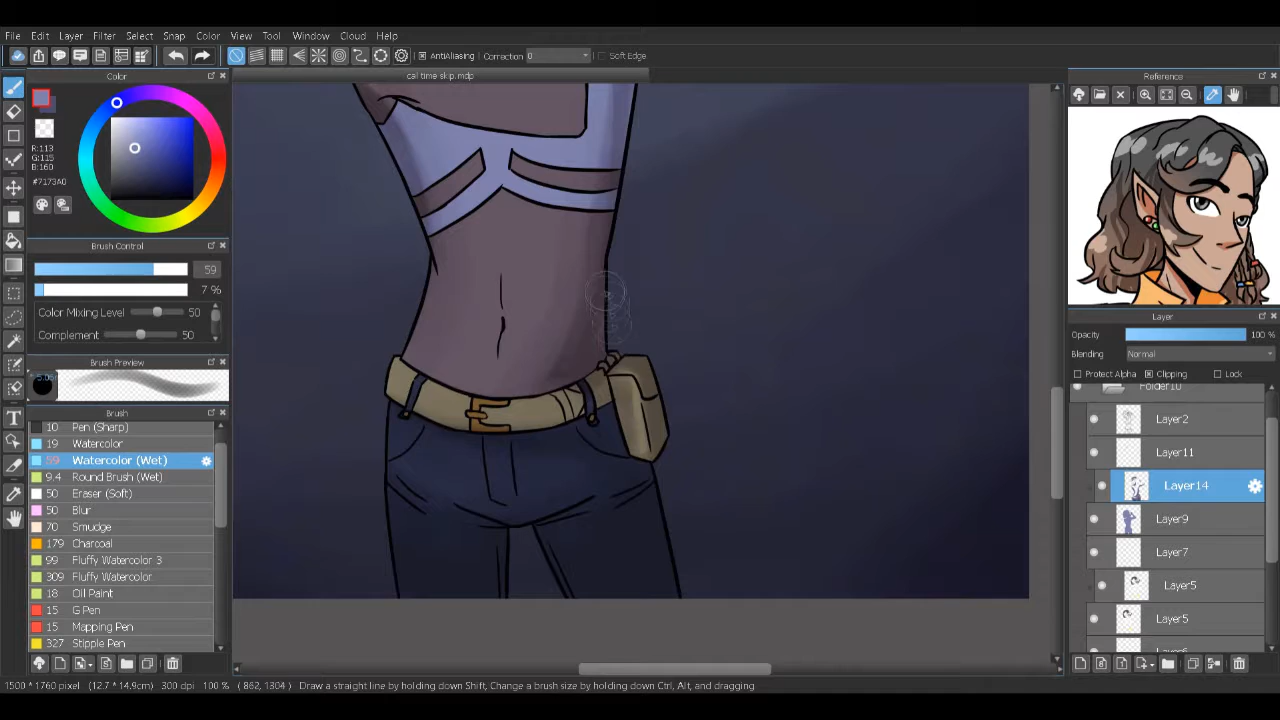 File Edit Layer Filter Select Snap Color View Tool Window Cloud Help
AntiAliasing Correction 0 Soft Edge
Color
cal time skip.mdp
Reference
R:113
G:115
B:160
#7173A0
Brush Control
59
7 %
Color Mixing Level 50
Complement 50
Brush Preview
Brush
10 Pen (Sharp)
19 Watercolor
59 Watercolor (Wet)
9.4 Round Brush (Wet)
50 Eraser (Soft)
50 Blur
70 Smudge
179 Charcoal
99 Fluffy Watercolor 3
309 Fluffy Watercolor
18 Oil Paint
15 G Pen
15 Mapping Pen
327 Stipple Pen
Layer
Opacity 100 %
Blending Normal
Protect Alpha Clipping Lock
Folder10
Layer2
Layer11
Layer14
Layer9
Layer7
Layer5
Layer5
1500 * 1760 pixel (12.7 * 14.9cm) 300 dpi 100 % ( 862, 1304 ) Draw a straight line by holding down Shift, Change a brush size by holding down Ctrl, Alt, and dragging